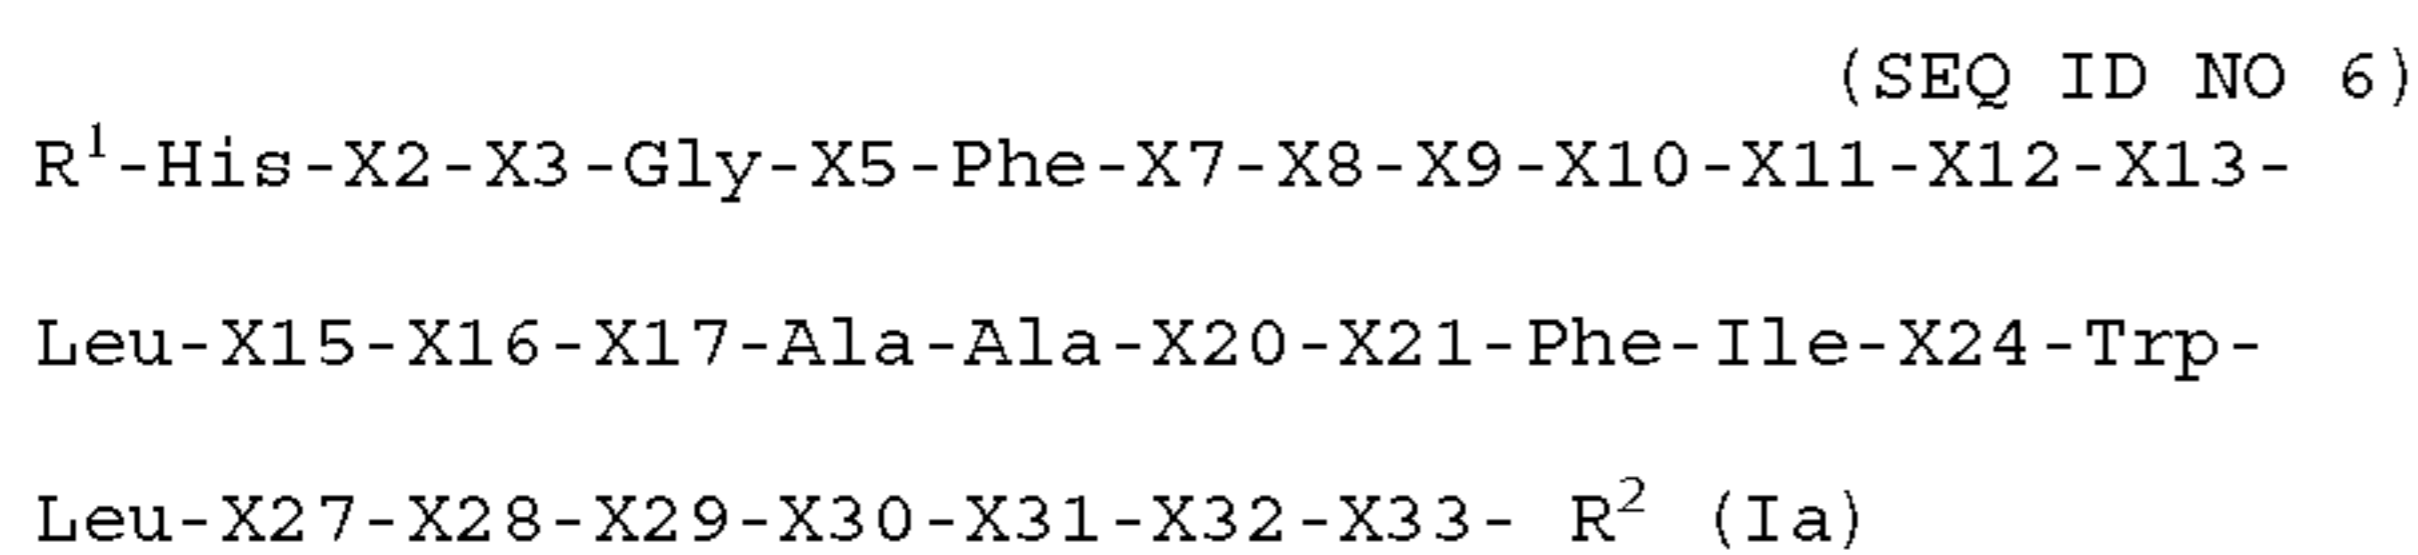 (SEQ ID NO 6)
R¹-His-X2-X3-Gly-X5-Phe-X7-X8-X9-X10-X11-X12-X13-
Leu-X15-X16-X17-Ala-Ala-X20-X21-Phe-Ile-X24-Trp-
Leu-X27-X28-X29-X30-X31-X32-X33- R² (Ia)